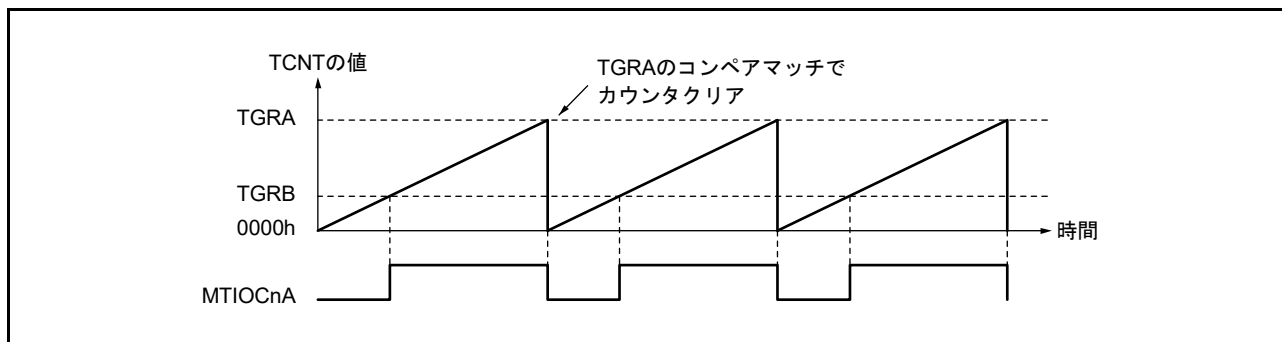 TCNTの値
TGRAのコンペアマッチで
カウンタクリア
TGRA
TGRB
0000h
時間
MTIOCnA